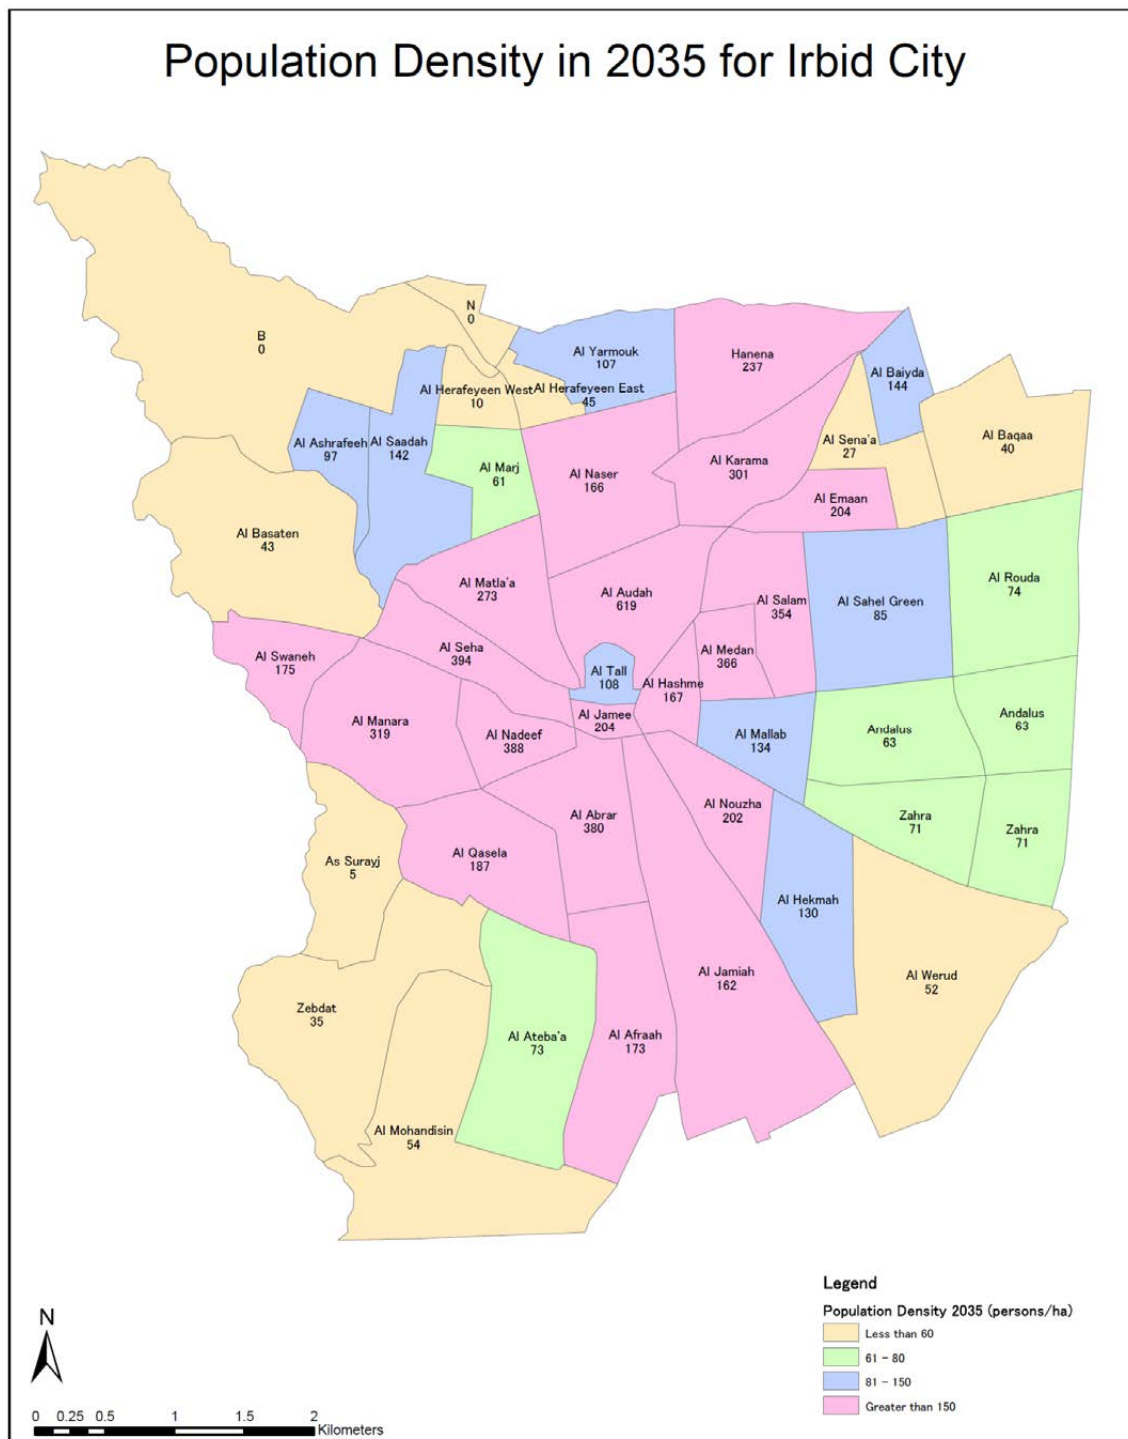 Population Density in 2035 for Irbid City
N
0
B
0
Al Yarmouk
107
Hanena
237
Al Baiyda
144
Al Herafeyeen West
10
Al Herafeyeen East
45
Al Ashrafeeh
97
Al Saadah
142
Al Sena'a
27
Al Baqaa
40
Al Marj
61
Al Naser
166
Al Karama
301
Al Emaan
204
Al Basaten
43
Al Matla'a
273
Al Audah
619
Al Salam
354
Al Sahel Green
85
Al Rouda
74
Al Seha
394
Al Medan
366
Al Swaneh
175
Al Tall
108
Al Hashme
167
Al Manara
319
Al Nadeef
388
Al Jamee
204
Al Mallab
134
Andalus
63
Andalus
63
Al Abrar
380
Al Nouzha
202
Zahra
71
Zahra
71
As Surayj
5
Al Qasela
187
Al Hekmah
130
Al Jamiah
162
Al Werud
52
Zebdat
35
Al Ateba'a
73
Al Afraah
173
Al Mohandisin
54
Legend
Population Density 2035 (persons/ha)
Less than 60
61 - 80
81 - 150
Greater than 150
N
0 0.25 0.5 1 1.5 2
Kilometers